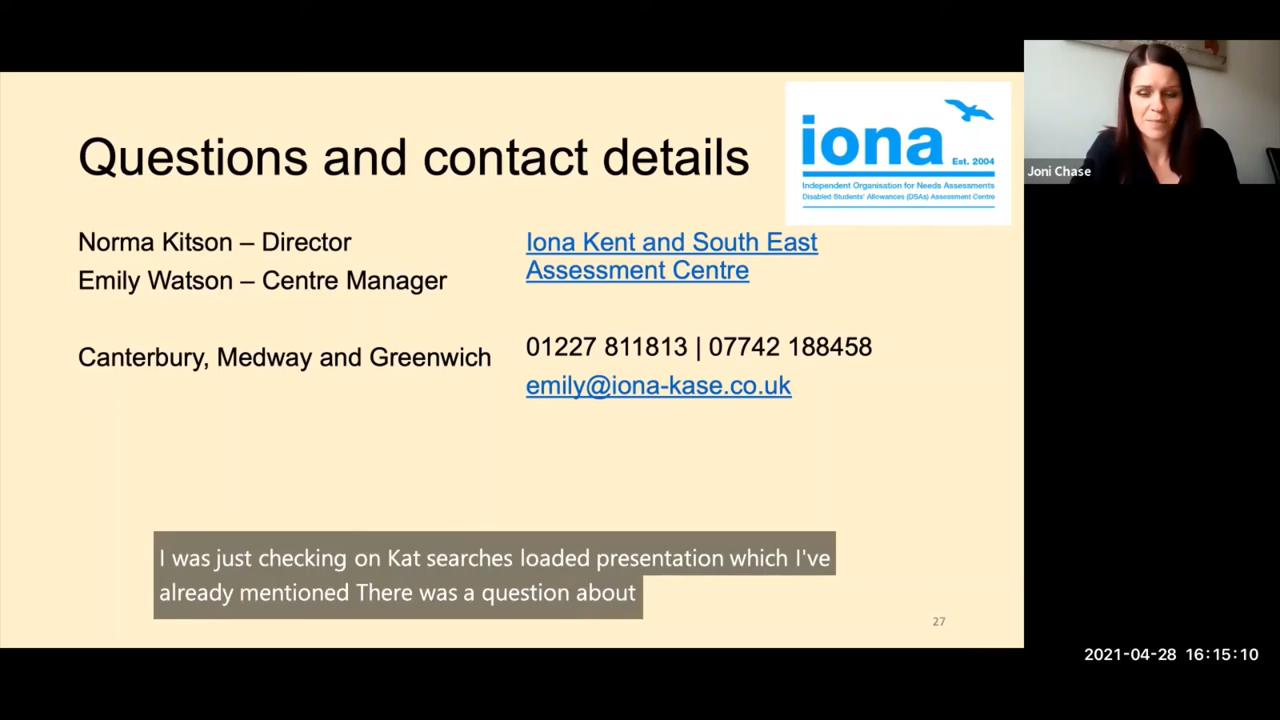 Questions and contact details
iona
Est. 2004
Independent Organisation for Needs Assessments
Disabled Students' Allowances (DSAs) Assessment Centre
Joni Chase
Norma Kitson – Director
Emily Watson – Centre Manager
Canterbury, Medway and Greenwich
Iona Kent and South East
Assessment Centre
01227 811813 | 07742 188458
emily@iona-kase.co.uk
I was just checking on Kat searches loaded presentation which I've
already mentioned There was a question about
27
2021-04-28 16:15:10